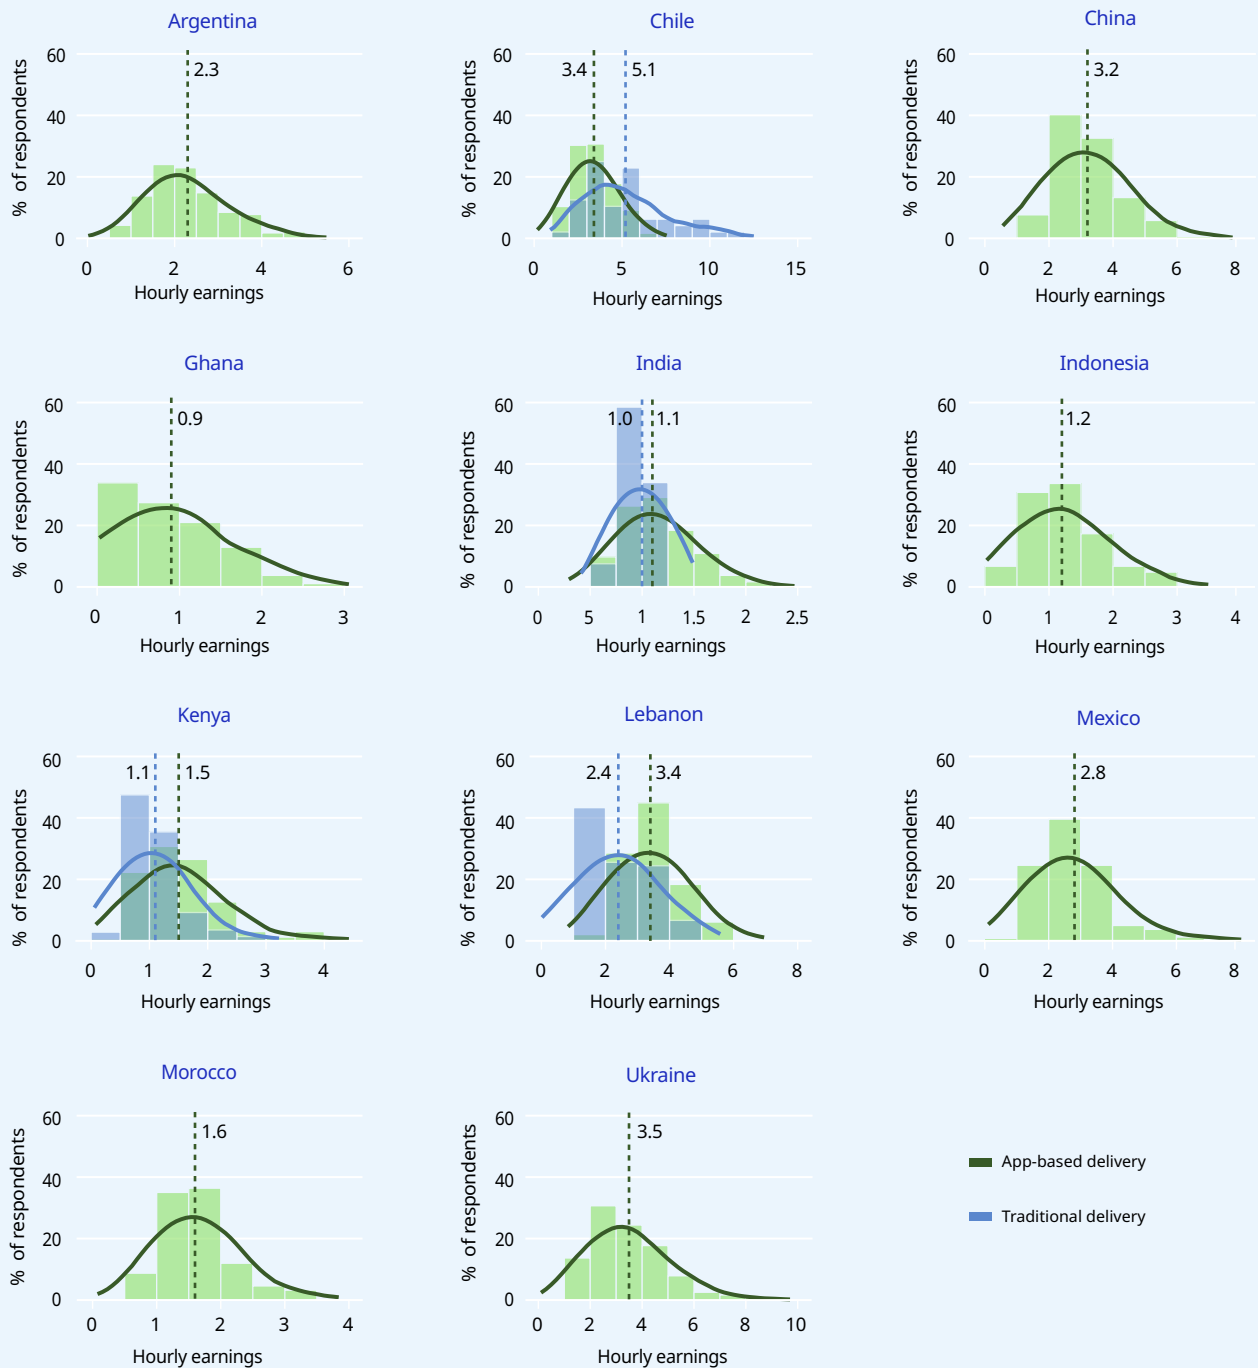 Argentina
% of respondents
60
40
20
0
2.3
0 2 4 6
Hourly earnings
Chile
% of respondents
60
40
20
0
3.4 5.1
0 5 10 15
Hourly earnings
China
% of respondents
60
40
20
0
3.2
0 2 4 6 8
Hourly earnings
Ghana
% of respondents
60
40
20
0
0.9
0 1 2 3
Hourly earnings
India
% of respondents
60
40
20
0
1.0 1.1
0 5 1 1.5 2 2.5
Hourly earnings
Indonesia
% of respondents
60
40
20
0
1.2
0 1 2 3 4
Hourly earnings
Kenya
% of respondents
60
40
20
0
1.1 1.5
0 1 2 3 4
Hourly earnings
Lebanon
% of respondents
60
40
20
0
2.4 3.4
0 2 4 6 8
Hourly earnings
Mexico
% of respondents
60
40
20
0
2.8
0 2 4 6 8
Hourly earnings
Morocco
% of respondents
60
40
20
0
1.6
0 1 2 3 4
Hourly earnings
Ukraine
% of respondents
60
40
20
0
3.5
0 2 4 6 8 10
Hourly earnings
App-based delivery
Traditional delivery